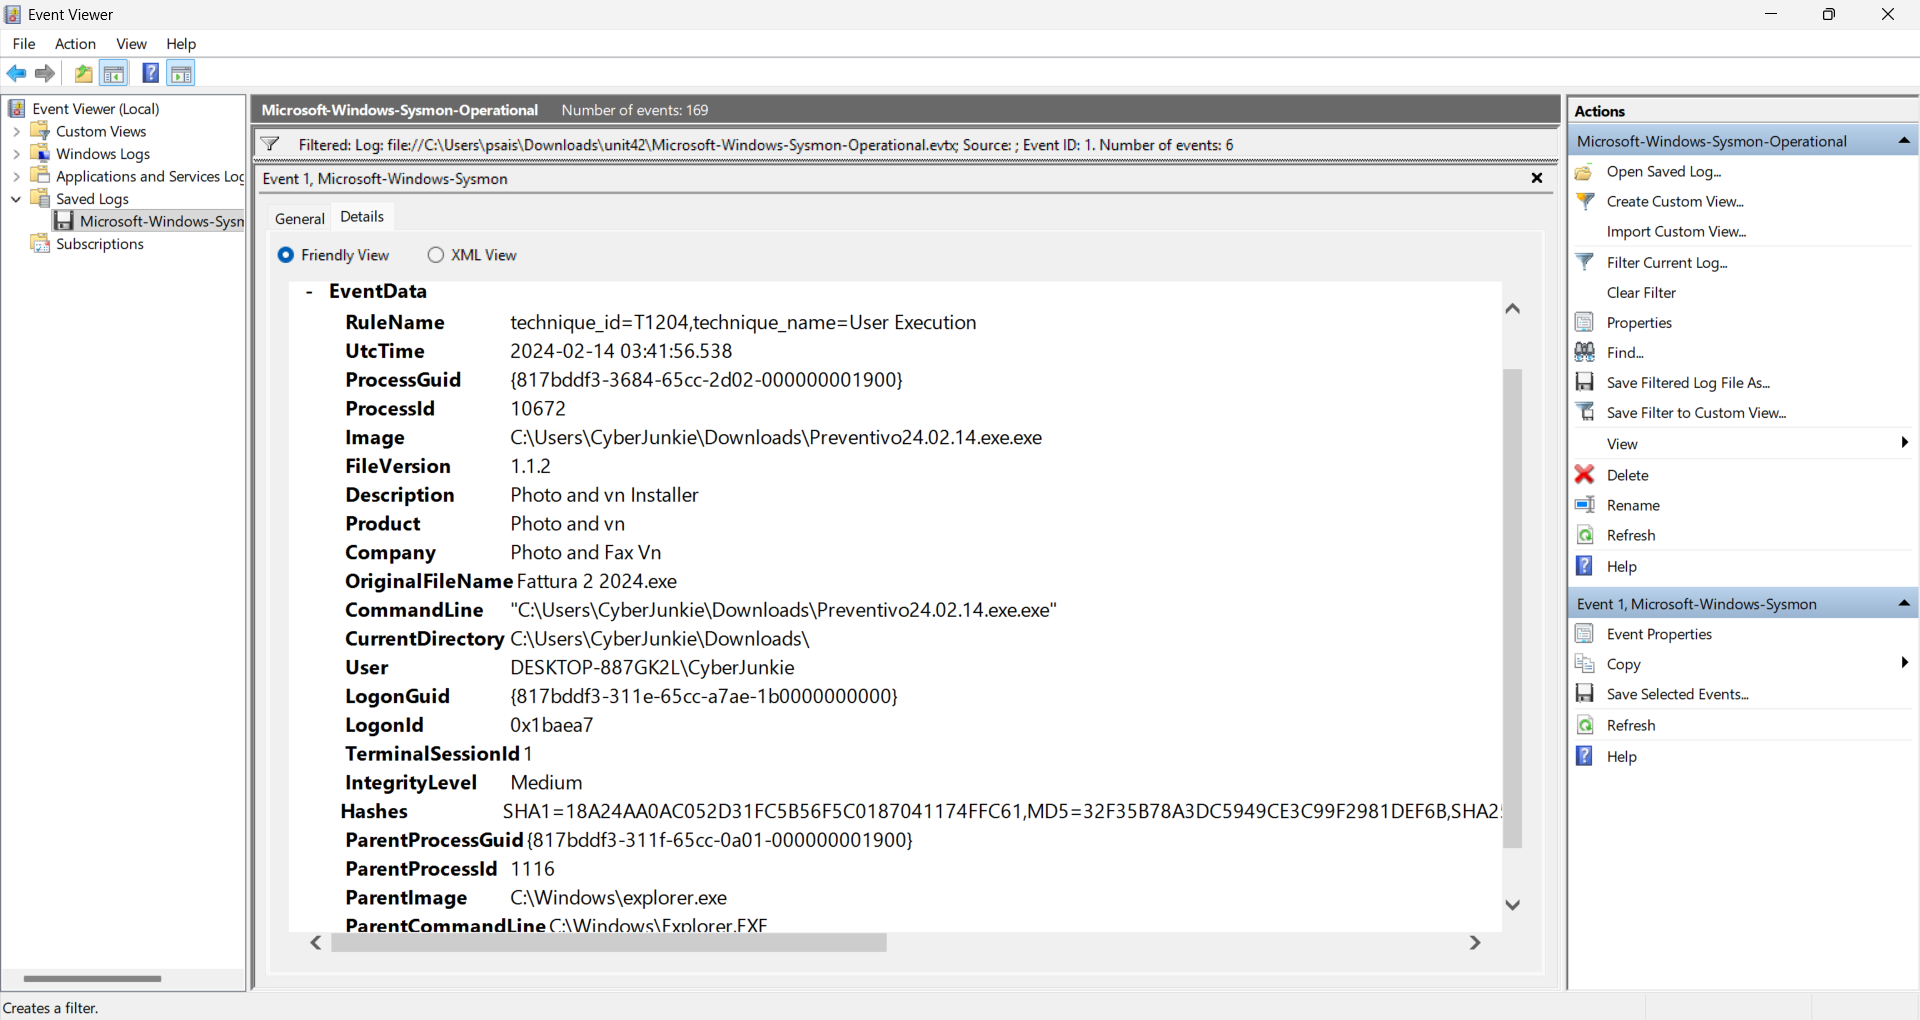 Event Viewer
File Action View Help
Event Viewer (Local)
Custom Views
Windows Logs
Applications and Services Log
Saved Logs
Microsoft-Windows-Sysm
Subscriptions
Microsoft-Windows-Sysmon-Operational Number of events: 169
Filtered: Log: file://C:\Users\psais\Downloads\unit42\Microsoft-Windows-Sysmon-Operational.evtx; Source: ; Event ID: 1. Number of events: 6
Event 1, Microsoft-Windows-Sysmon
General Details
Friendly View XML View
- EventData
RuleName technique_id=T1204,technique_name=User Execution
UtcTime 2024-02-14 03:41:56.538
ProcessGuid {817bddf3-3684-65cc-2d02-000000001900}
ProcessId 10672
Image C:\Users\CyberJunkie\Downloads\Preventivo24.02.14.exe.exe
FileVersion 1.1.2
Description Photo and vn Installer
Product Photo and vn
Company Photo and Fax Vn
OriginalFileName Fattura 2 2024.exe
CommandLine "C:\Users\CyberJunkie\Downloads\Preventivo24.02.14.exe.exe"
CurrentDirectory C:\Users\CyberJunkie\Downloads\
User DESKTOP-887GK2L\CyberJunkie
LogonGuid {817bddf3-311e-65cc-a7ae-1b0000000000}
LogonId 0x1baea7
TerminalSessionId 1
IntegrityLevel Medium
Hashes SHA1=18A24AA0AC052D31FC5B56F5C0187041174FFC61,MD5=32F35B78A3DC5949CE3C99F2981DEF6B,SHA2
ParentProcessGuid {817bddf3-311f-65cc-0a01-000000001900}
ParentProcessId 1116
ParentImage C:\Windows\explorer.exe
ParentCommandLine C:\Windows\Explorer.EXE
Actions
Microsoft-Windows-Sysmon-Operational
Open Saved Log...
Create Custom View...
Import Custom View...
Filter Current Log...
Clear Filter
Properties
Find...
Save Filtered Log File As...
Save Filter to Custom View...
View
Delete
Rename
Refresh
Help
Event 1, Microsoft-Windows-Sysmon
Event Properties
Copy
Save Selected Events...
Refresh
Help
Creates a filter.